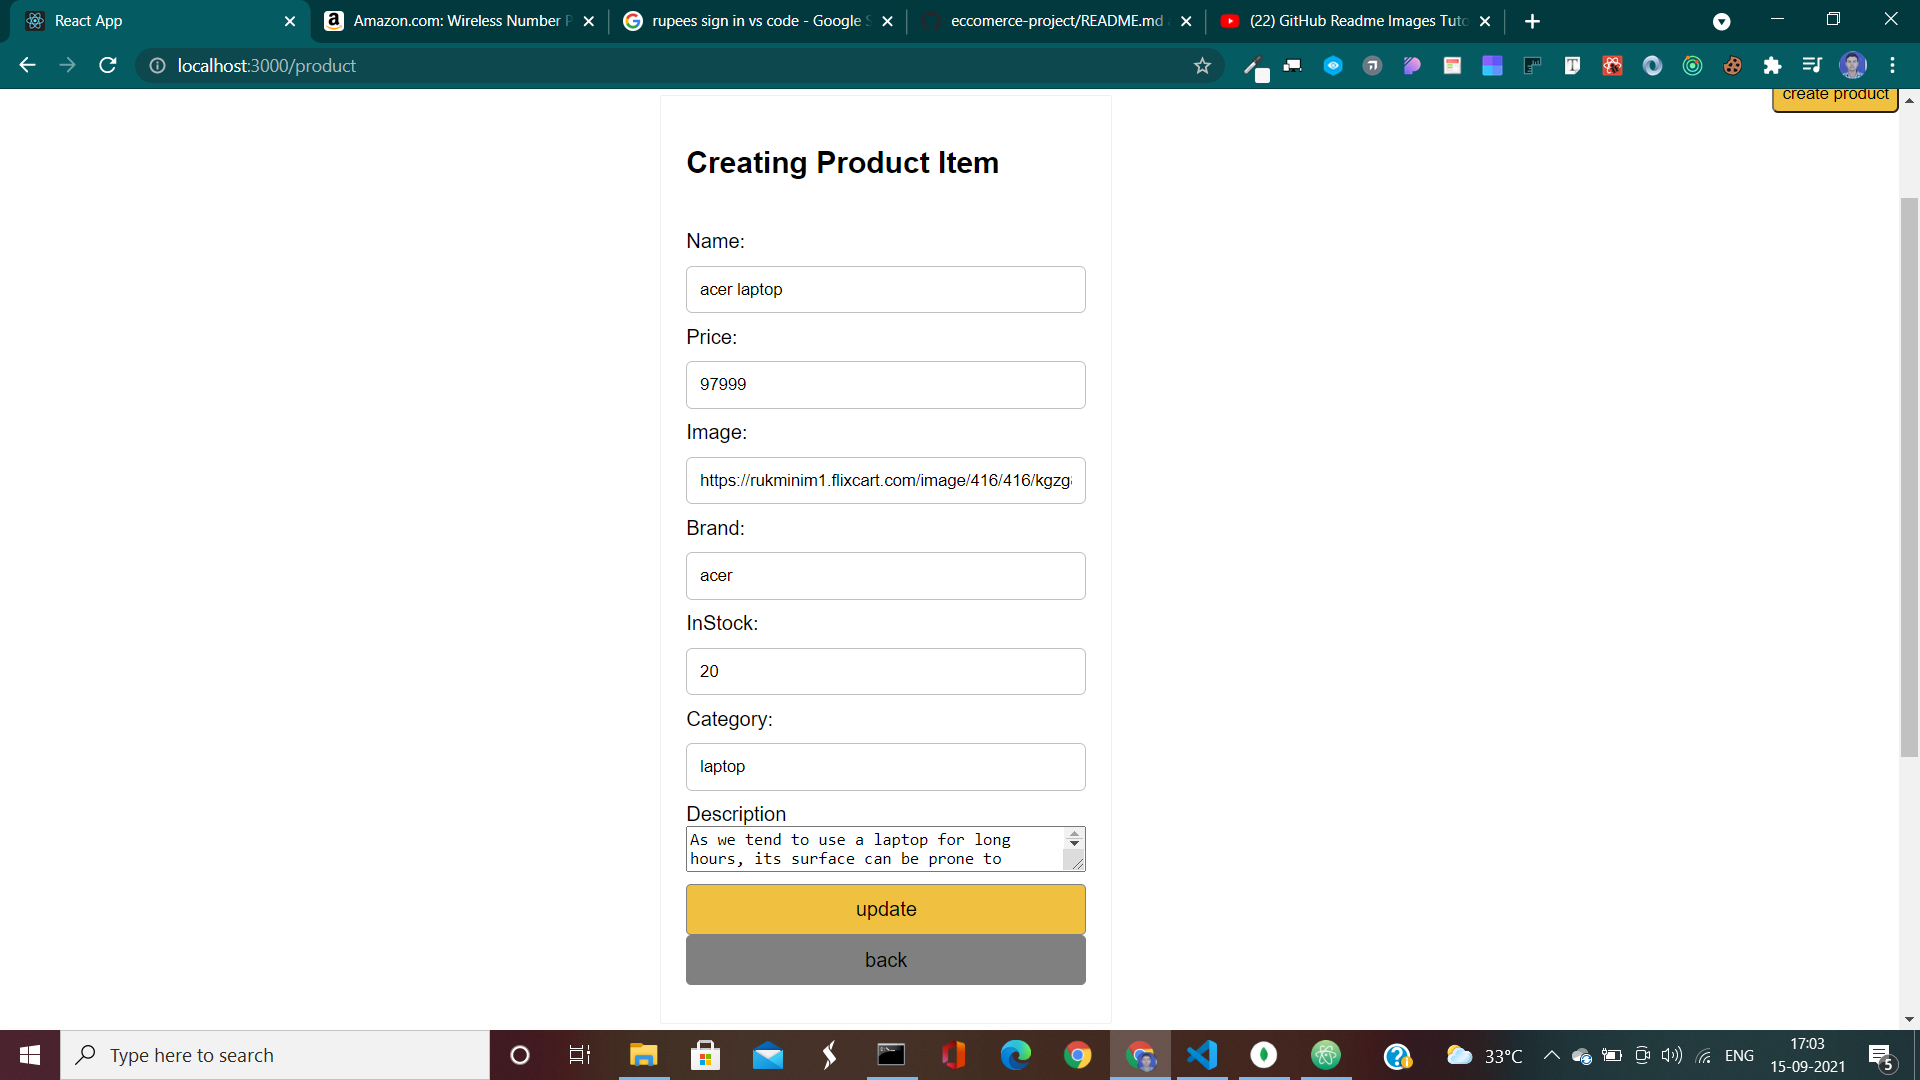 React App
Amazon.com: Wireless Number P
rupees sign in vs code - Google S
eccomerce-project/README.md
(22) GitHub Readme Images Tuto
localhost:3000/product
create product
Creating Product Item
Name:
acer laptop
Price:
97999
Image:
https://rukminim1.flixcart.com/image/416/416/kgzg
Brand:
acer
InStock:
20
Category:
laptop
Description
As we tend to use a laptop for long
hours, its surface can be prone to
update
back
Type here to search
33°C
ENG
17:03
15-09-2021
5